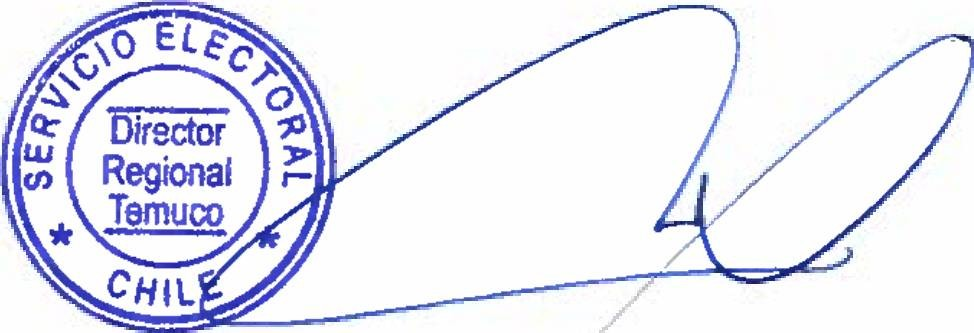 SERVICIO ELECTORAL
Director
Regional
Temuco
* CHILE *